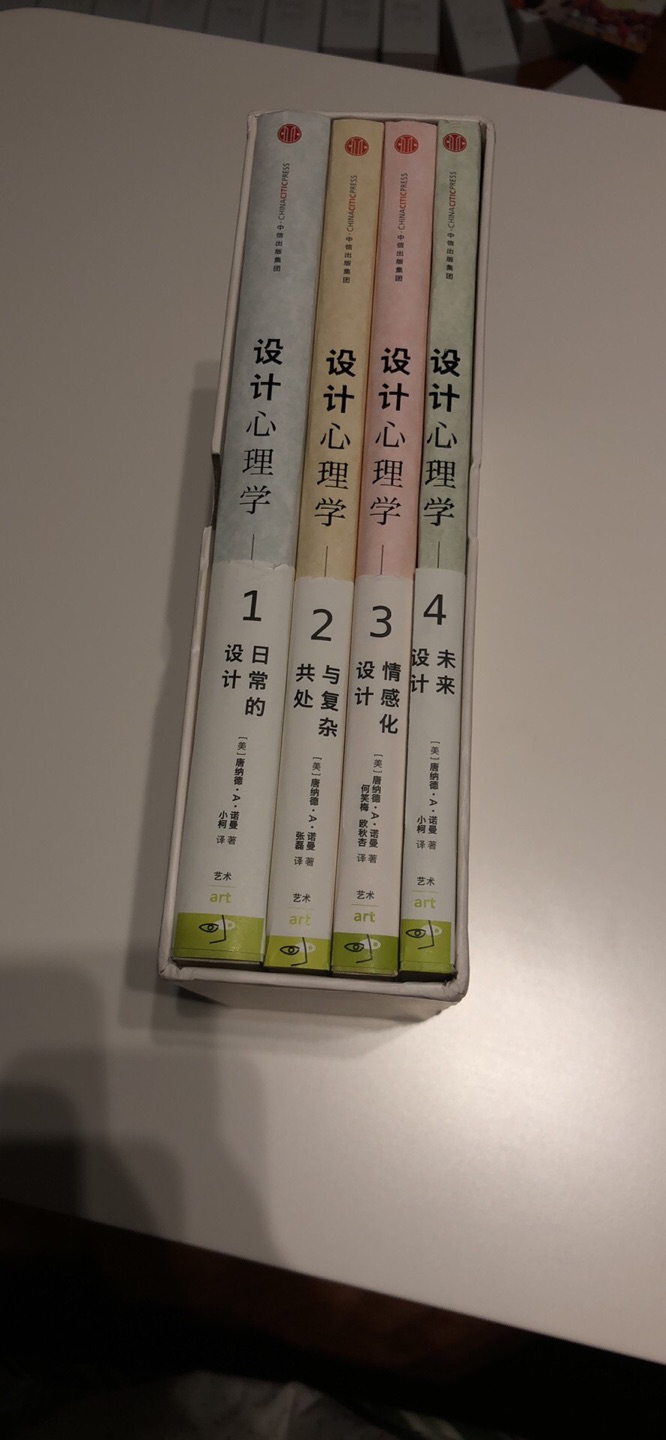 中信出版集团·CHINACITICPRESS
设计心理学
1
日常的
设计
[美]唐纳德·A·诺曼 著
小柯 译
艺术
art
中信出版集团·CHINACITICPRESS
设计心理学
2
与复杂
共处
[美]唐纳德·A·诺曼 著
张磊 译
艺术
art
中信出版集团·CHINACITICPRESS
设计心理学
3
情感化
设计
[美]唐纳德·A·诺曼 著
何笑梅 欧秋杏 译
艺术
art
中信出版集团·CHINACITICPRESS
设计心理学
4
未来
设计
[美]唐纳德·A·诺曼 著
小柯 译
艺术
art